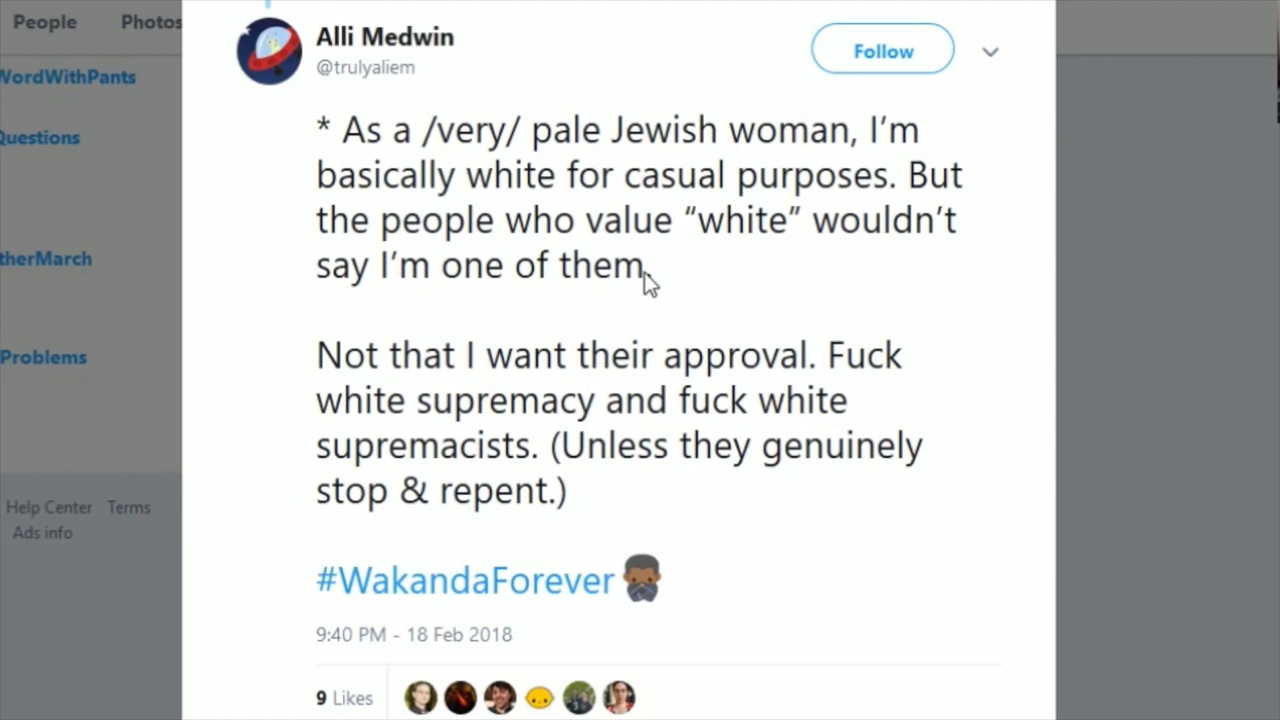 People Photos
Alli Medwin
@trulyaliem
Follow
WordWithPants
Questions
therMarch
Problems
* As a /very/ pale Jewish woman, I’m
basically white for casual purposes. But
the people who value “white” wouldn’t
say I’m one of them.
Not that I want their approval. Fuck
white supremacy and fuck white
supremacists. (Unless they genuinely
stop & repent.)
#WakandaForever
Help Center Terms
Ads info
9:40 PM - 18 Feb 2018
9 Likes